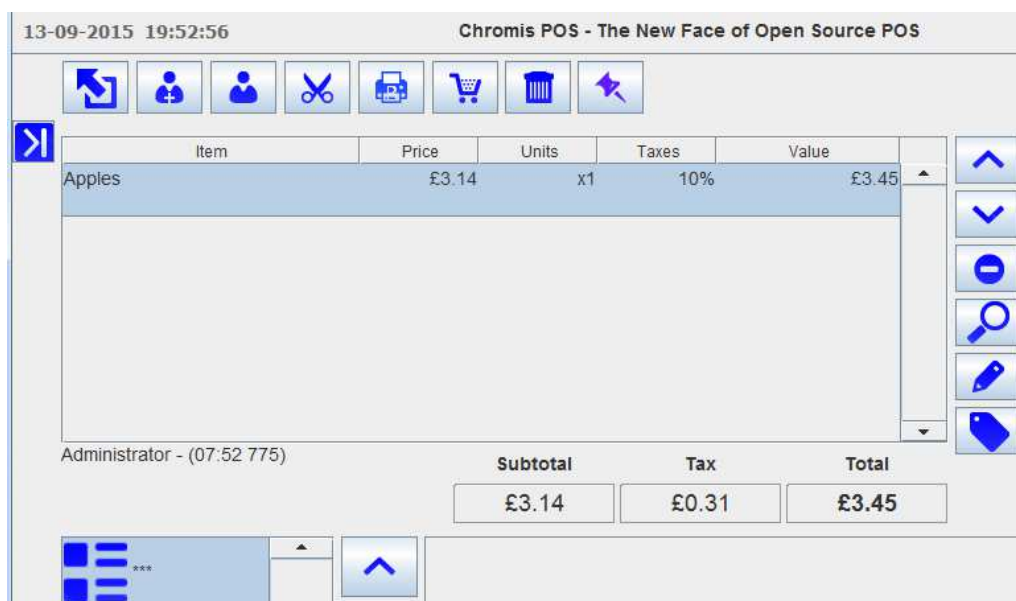 13-09-2015 19:52:56 Chromis POS - The New Face of Open Source POS
Item Price Units Taxes Value
Apples £3.14 x1 10% £3.45
Administrator - (07:52 775)
Subtotal Tax Total
£3.14 £0.31 £3.45
***